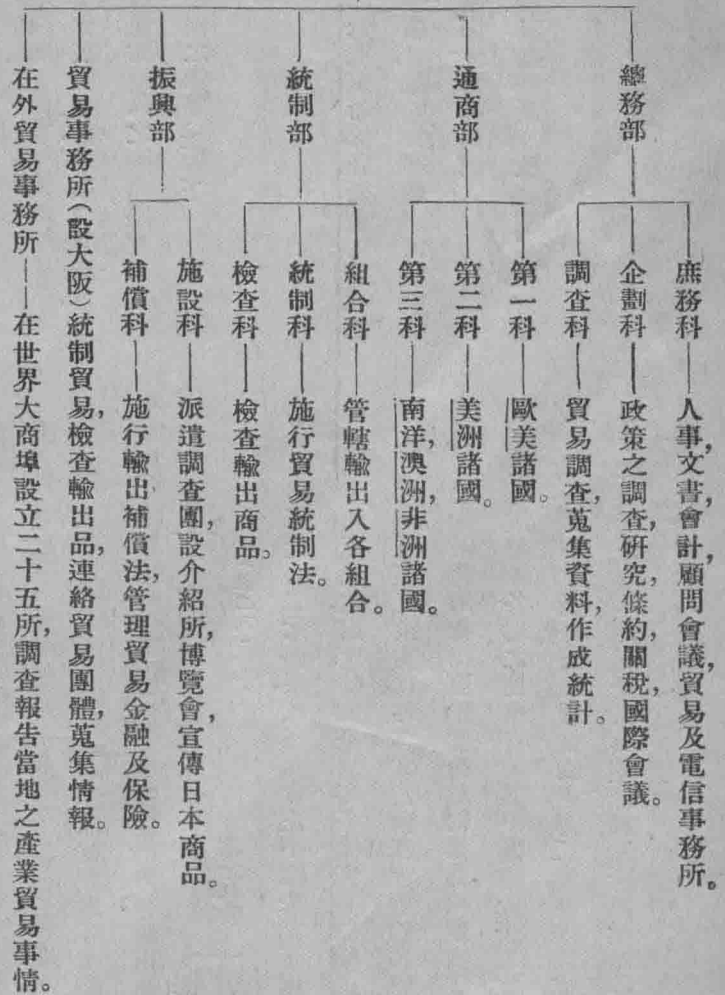 總務部
庶務科——人事,文書,會計,顧問會議,貿易及電信事務所。
企劃科——政策之調查,研究,條約,關稅,國際會議。
調查科——貿易調查,蒐集資料,作成統計。
通商部
第一科——歐美諸國。
第二科——美洲諸國。
第三科——南洋,澳洲,非洲諸國。
統制部
組合科——管轄輸出入各組合。
統制科——施行貿易統制法。
檢查科——檢查輸出商品。
振興部
施設科——派遣調查團,設介紹所,博覽會,宣傳日本商品。
補償科——施行輸出補償法,管理貿易金融及保險。
貿易事務所(設大阪)統制貿易,檢查輸出品,連絡貿易團體,蒐集情報。
在外貿易事務所——在世界大商埠設立二十五所,調查報告當地之產業貿易事情。